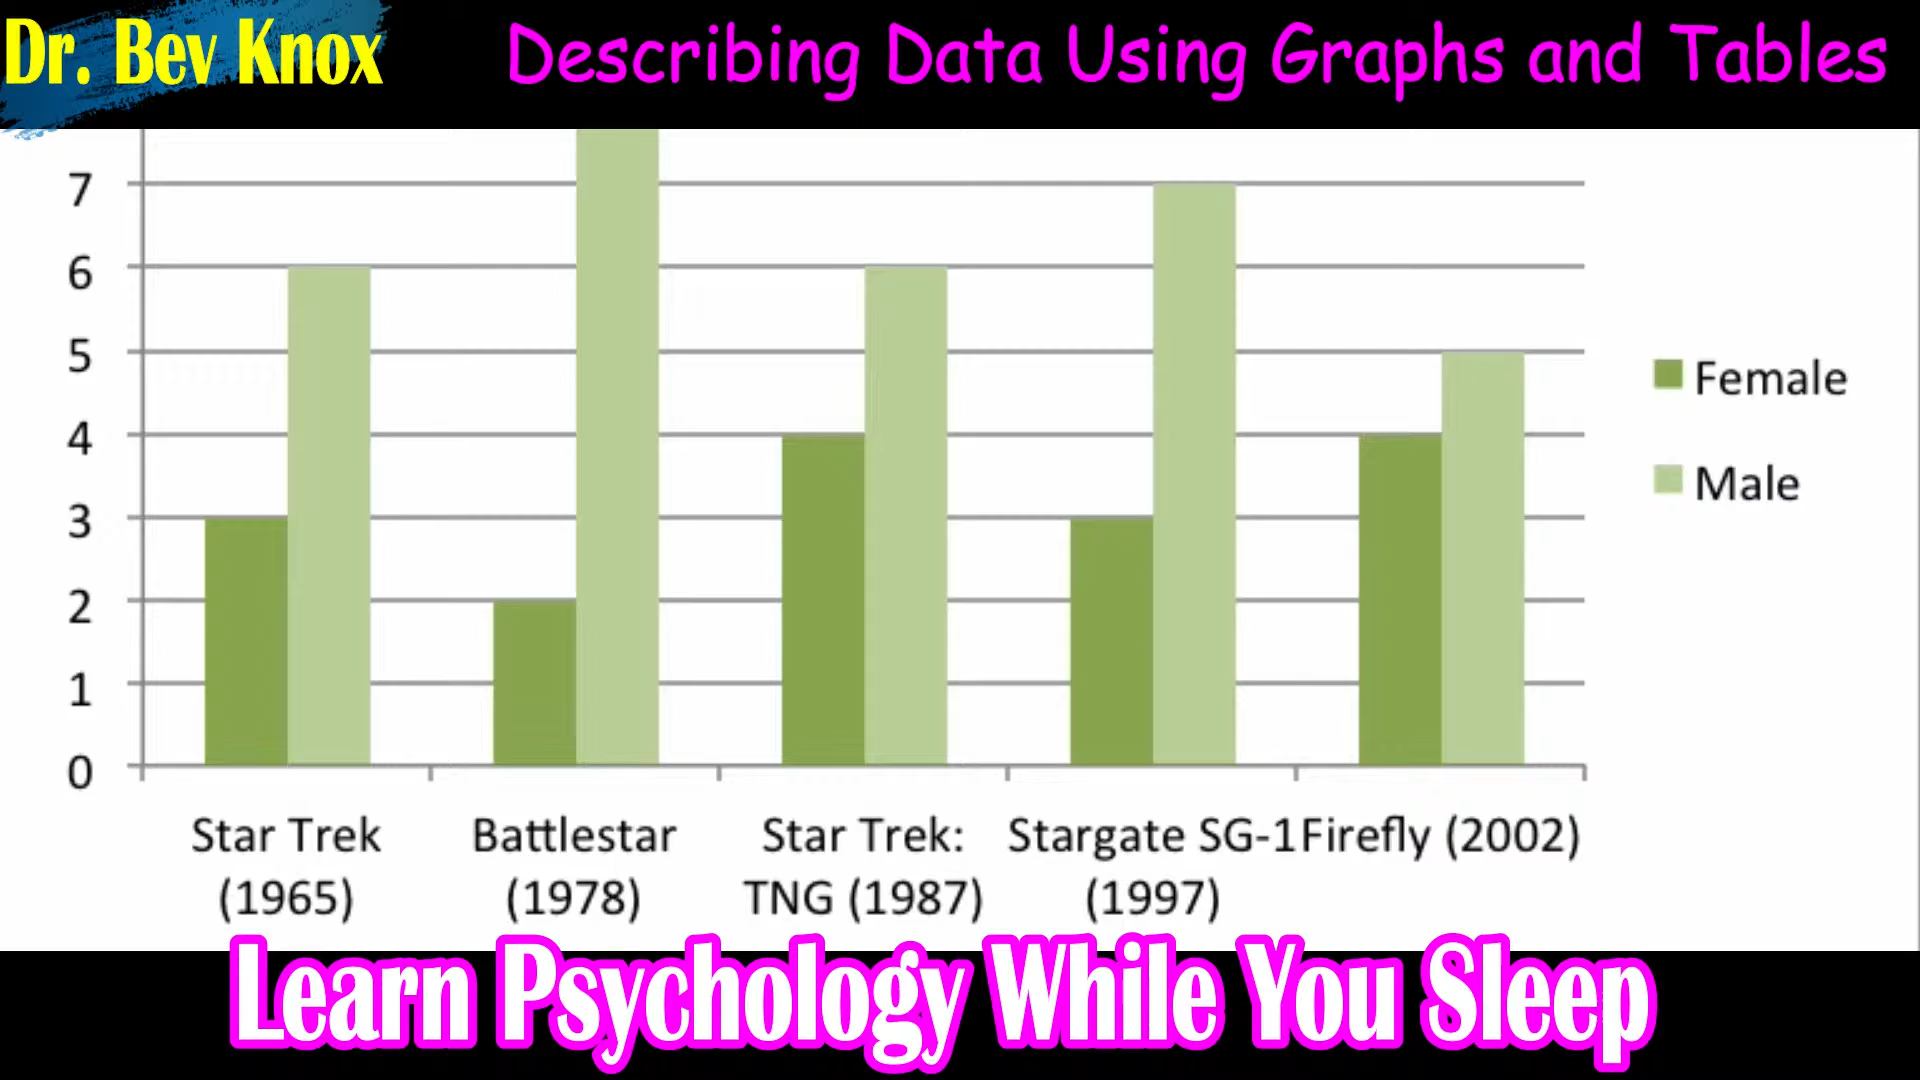 Dr. Bev Knox
Describing Data Using Graphs and Tables
7
6
5
4
3
2
1
0
Female
Male
Star Trek
(1965)
Battlestar
(1978)
Star Trek:
TNG (1987)
Stargate SG-1
(1997)
Firefly (2002)
Learn Psychology While You Sleep